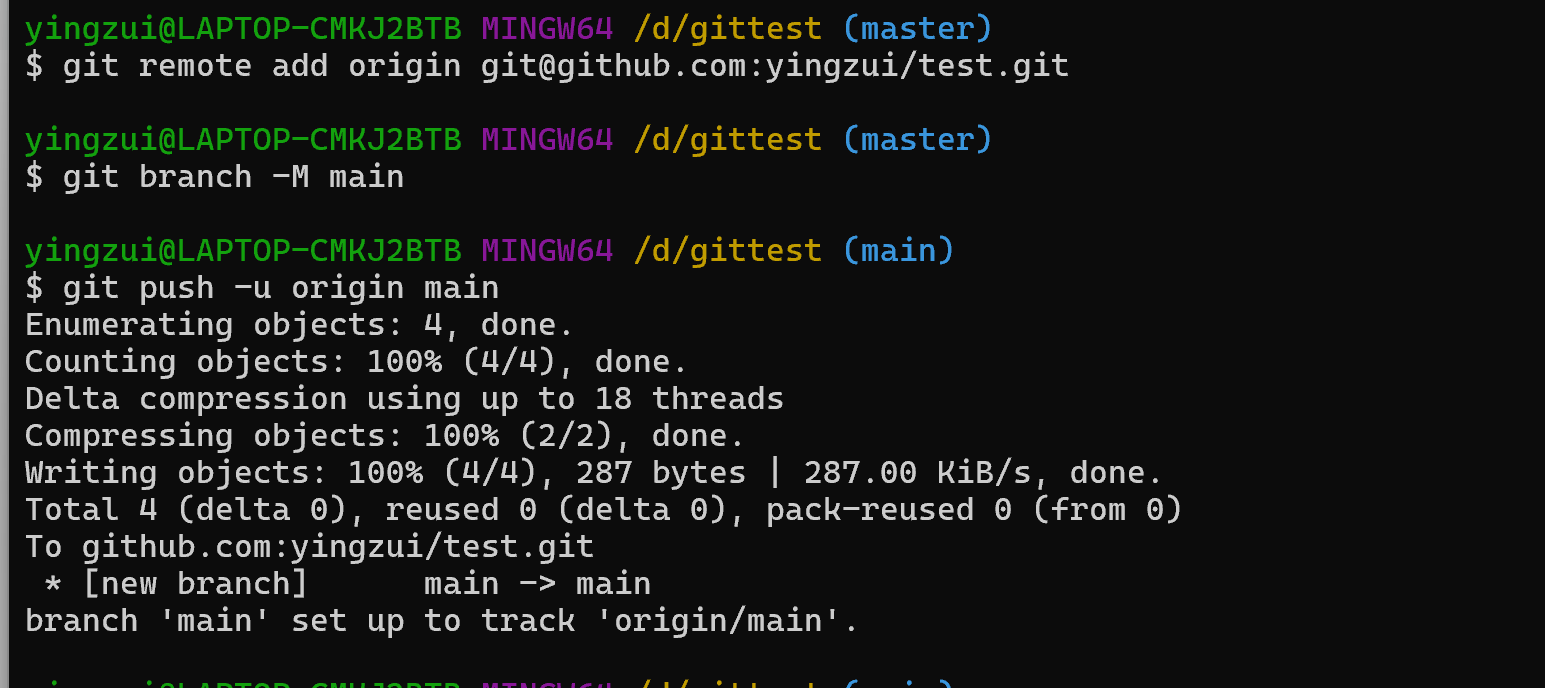 yingzui@LAPTOP-CMKJ2BTB MINGW64 /d/gittest (master)
$ git remote add origin git@github.com:yingzui/test.git
yingzui@LAPTOP-CMKJ2BTB MINGW64 /d/gittest (master)
$ git branch -M main
yingzui@LAPTOP-CMKJ2BTB MINGW64 /d/gittest (main)
$ git push -u origin main
Enumerating objects: 4, done.
Counting objects: 100% (4/4), done.
Delta compression using up to 18 threads
Compressing objects: 100% (2/2), done.
Writing objects: 100% (4/4), 287 bytes | 287.00 KiB/s, done.
Total 4 (delta 0), reused 0 (delta 0), pack-reused 0 (from 0)
To github.com:yingzui/test.git
 * [new branch]      main -> main
branch 'main' set up to track 'origin/main'.